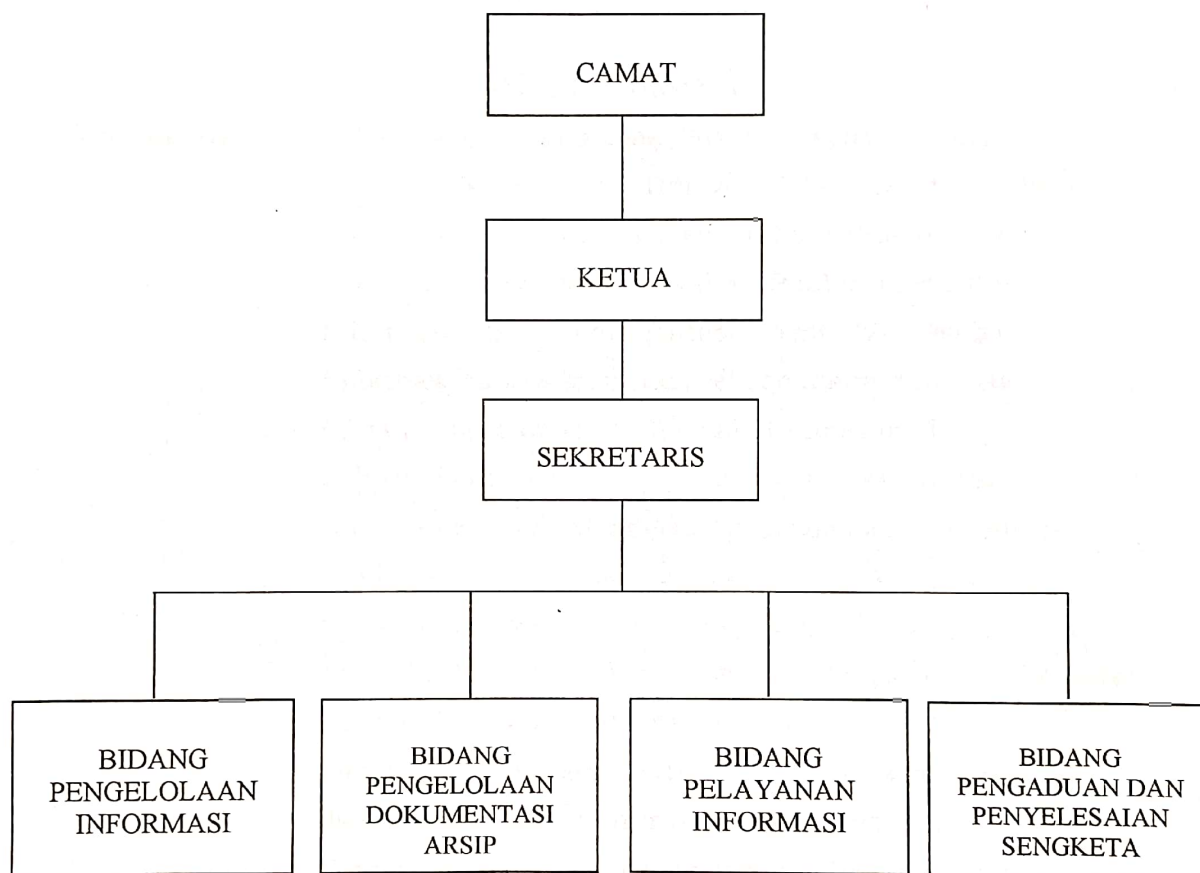 CAMAT
KETUA
SEKRETARIS
BIDANG
PENGELOLAAN
INFORMASI
BIDANG
PENGELOLAAN
DOKUMENTASI
ARSIP
BIDANG
PELAYANAN
INFORMASI
BIDANG
PENGADUAN DAN
PENYELESAIAN
SENGKETA